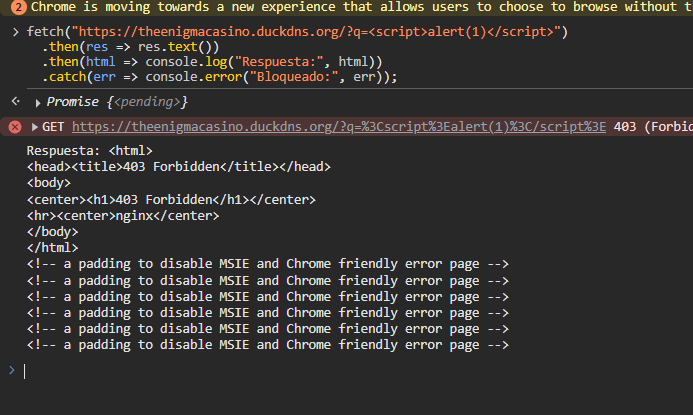 2 Chrome is moving towards a new experience that allows users to choose to browse without t
> fetch("https://theenigmacasino.duckdns.org/?q=<script>alert(1)</script>")
.then(res => res.text())
.then(html => console.log("Respuesta:", html))
.catch(err => console.error("Bloqueado:", err));
Promise {<pending>}
GET https://theenigmacasino.duckdns.org/?q=%3Cscript%3Ealert(1)%3C/script%3E 403 (Forbid
Respuesta: <html>
<head><title>403 Forbidden</title></head>
<body>
<center><h1>403 Forbidden</h1></center>
<hr><center>nginx</center>
</body>
</html>
<!-- a padding to disable MSIE and Chrome friendly error page -->
<!-- a padding to disable MSIE and Chrome friendly error page -->
<!-- a padding to disable MSIE and Chrome friendly error page -->
<!-- a padding to disable MSIE and Chrome friendly error page -->
<!-- a padding to disable MSIE and Chrome friendly error page -->
<!-- a padding to disable MSIE and Chrome friendly error page -->
>